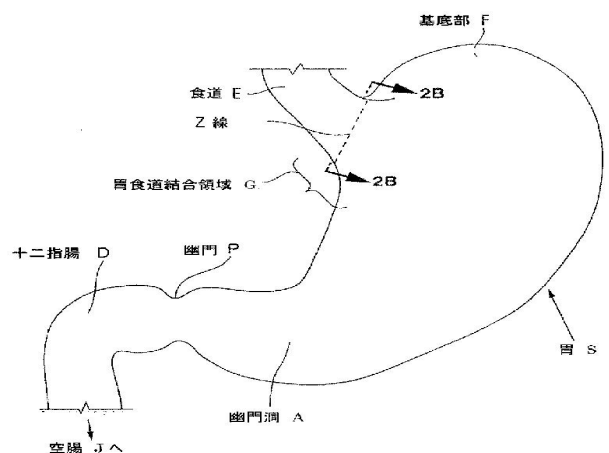 基底部 F
食道 E
2B
Z 線
2B
胃食道結合領域 G
幽門 P
十二指腸 D
胃 S
幽門洞 A
空腸 Jへ